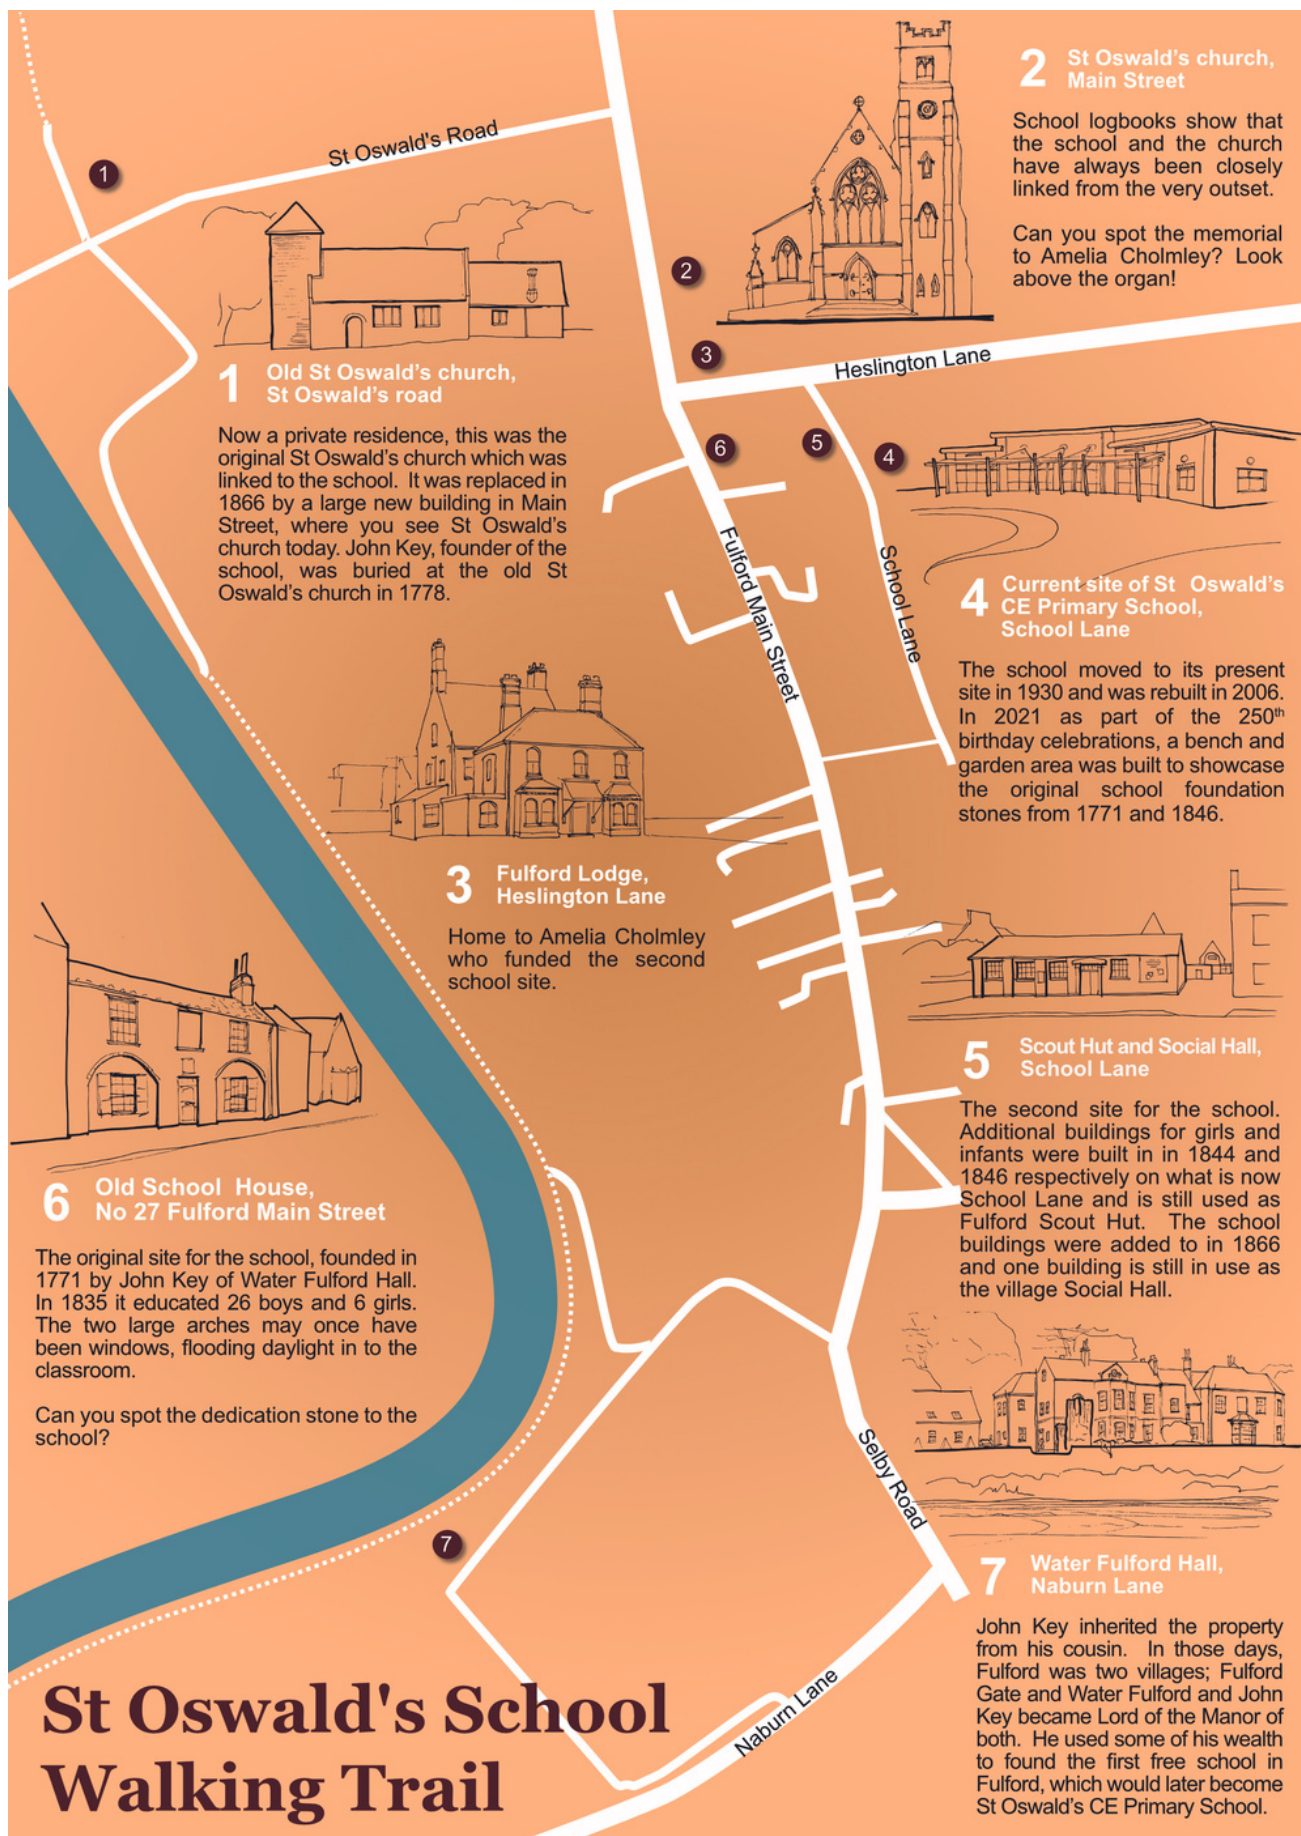 St Oswald's Road
1
2
3
Heslington Lane
6
5
4
Fulford Main Street
School Lane
7
Selby Road
Naburn Lane
1 Old St Oswald's church,
St Oswald's road
Now a private residence, this was the
original St Oswald's church which was
linked to the school. It was replaced in
1866 by a large new building in Main
Street, where you see St Oswald's
church today. John Key, founder of the
school, was buried at the old St
Oswald's church in 1778.
2 St Oswald's church,
Main Street
School logbooks show that
the school and the church
have always been closely
linked from the very outset.
Can you spot the memorial
to Amelia Cholmley? Look
above the organ!
3 Fulford Lodge,
Heslington Lane
Home to Amelia Cholmley
who funded the second
school site.
4 Current site of St Oswald's
CE Primary School,
School Lane
The school moved to its present
site in 1930 and was rebuilt in 2006.
In 2021 as part of the 250th
birthday celebrations, a bench and
garden area was built to showcase
the original school foundation
stones from 1771 and 1846.
5 Scout Hut and Social Hall,
School Lane
The second site for the school.
Additional buildings for girls and
infants were built in in 1844 and
1846 respectively on what is now
School Lane and is still used as
Fulford Scout Hut. The school
buildings were added to in 1866
and one building is still in use as
the village Social Hall.
6 Old School House,
No 27 Fulford Main Street
The original site for the school, founded in
1771 by John Key of Water Fulford Hall.
In 1835 it educated 26 boys and 6 girls.
The two large arches may once have
been windows, flooding daylight in to the
classroom.
Can you spot the dedication stone to the
school?
7 Water Fulford Hall,
Naburn Lane
John Key inherited the property
from his cousin. In those days,
Fulford was two villages; Fulford
Gate and Water Fulford and John
Key became Lord of the Manor of
both. He used some of his wealth
to found the first free school in
Fulford, which would later become
St Oswald's CE Primary School.
St Oswald's School
Walking Trail